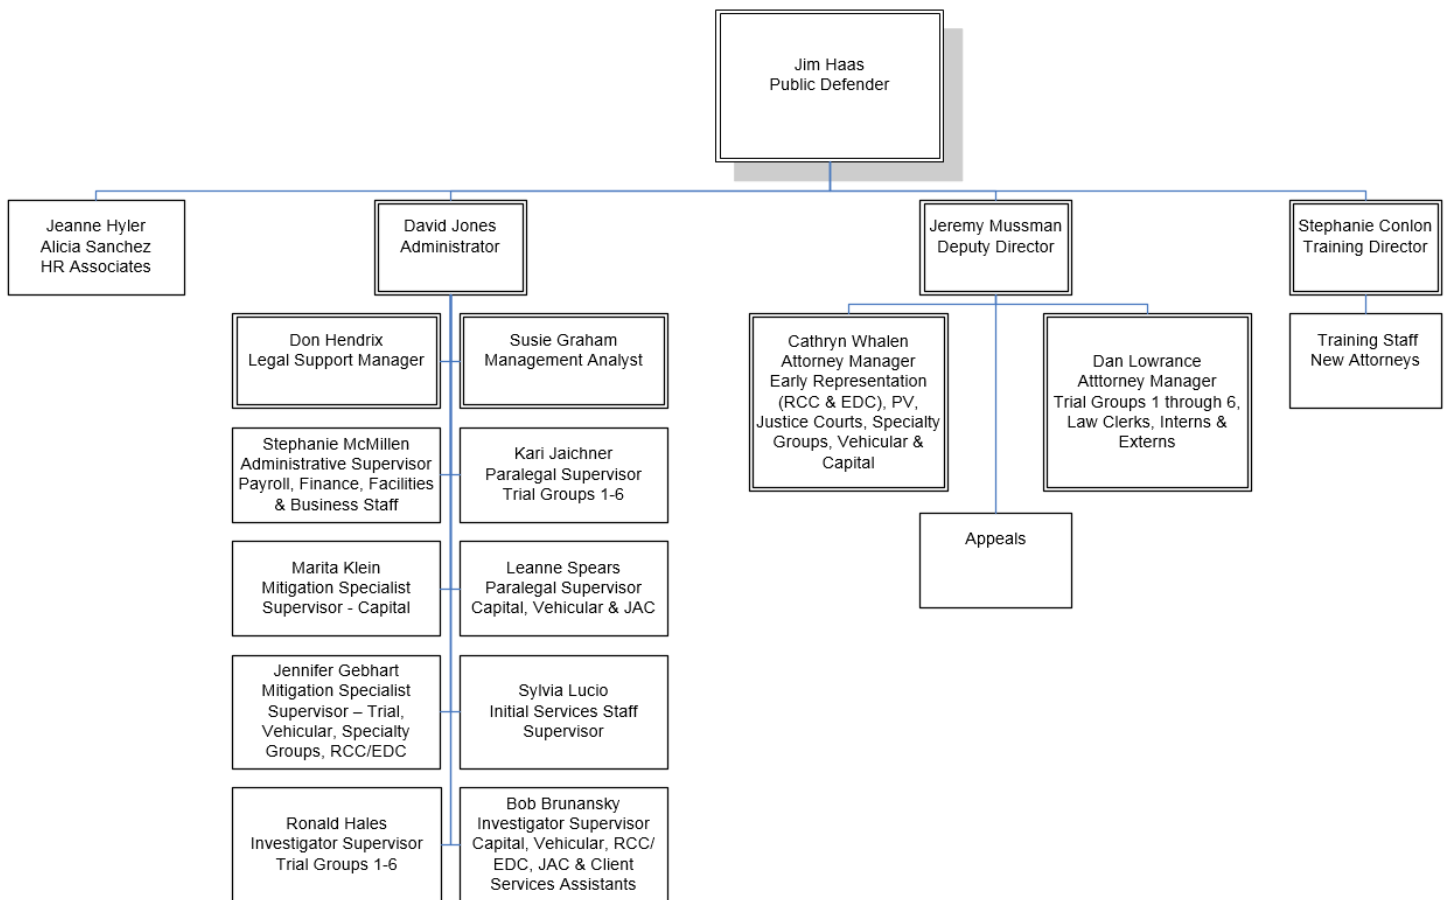 Jim Haas
Public Defender
Jeanne Hyler
Alicia Sanchez
HR Associates
David Jones
Administrator
Jeremy Mussman
Deputy Director
Stephanie Conlon
Training Director
Don Hendrix
Legal Support Manager
Susie Graham
Management Analyst
Cathryn Whalen
Attorney Manager
Early Representation
(RCC & EDC), PV,
Justice Courts, Specialty
Groups, Vehicular &
Capital
Dan Lowrance
Atttorney Manager
Trial Groups 1 through 6,
Law Clerks, Interns &
Externs
Training Staff
New Attorneys
Stephanie McMillen
Administrative Supervisor
Payroll, Finance, Facilities
& Business Staff
Kari Jaichner
Paralegal Supervisor
Trial Groups 1-6
Appeals
Marita Klein
Mitigation Specialist
Supervisor - Capital
Leanne Spears
Paralegal Supervisor
Capital, Vehicular & JAC
Jennifer Gebhart
Mitigation Specialist
Supervisor – Trial,
Vehicular, Specialty
Groups, RCC/EDC
Sylvia Lucio
Initial Services Staff
Supervisor
Ronald Hales
Investigator Supervisor
Trial Groups 1-6
Bob Brunansky
Investigator Supervisor
Capital, Vehicular, RCC/
EDC, JAC & Client
Services Assistants